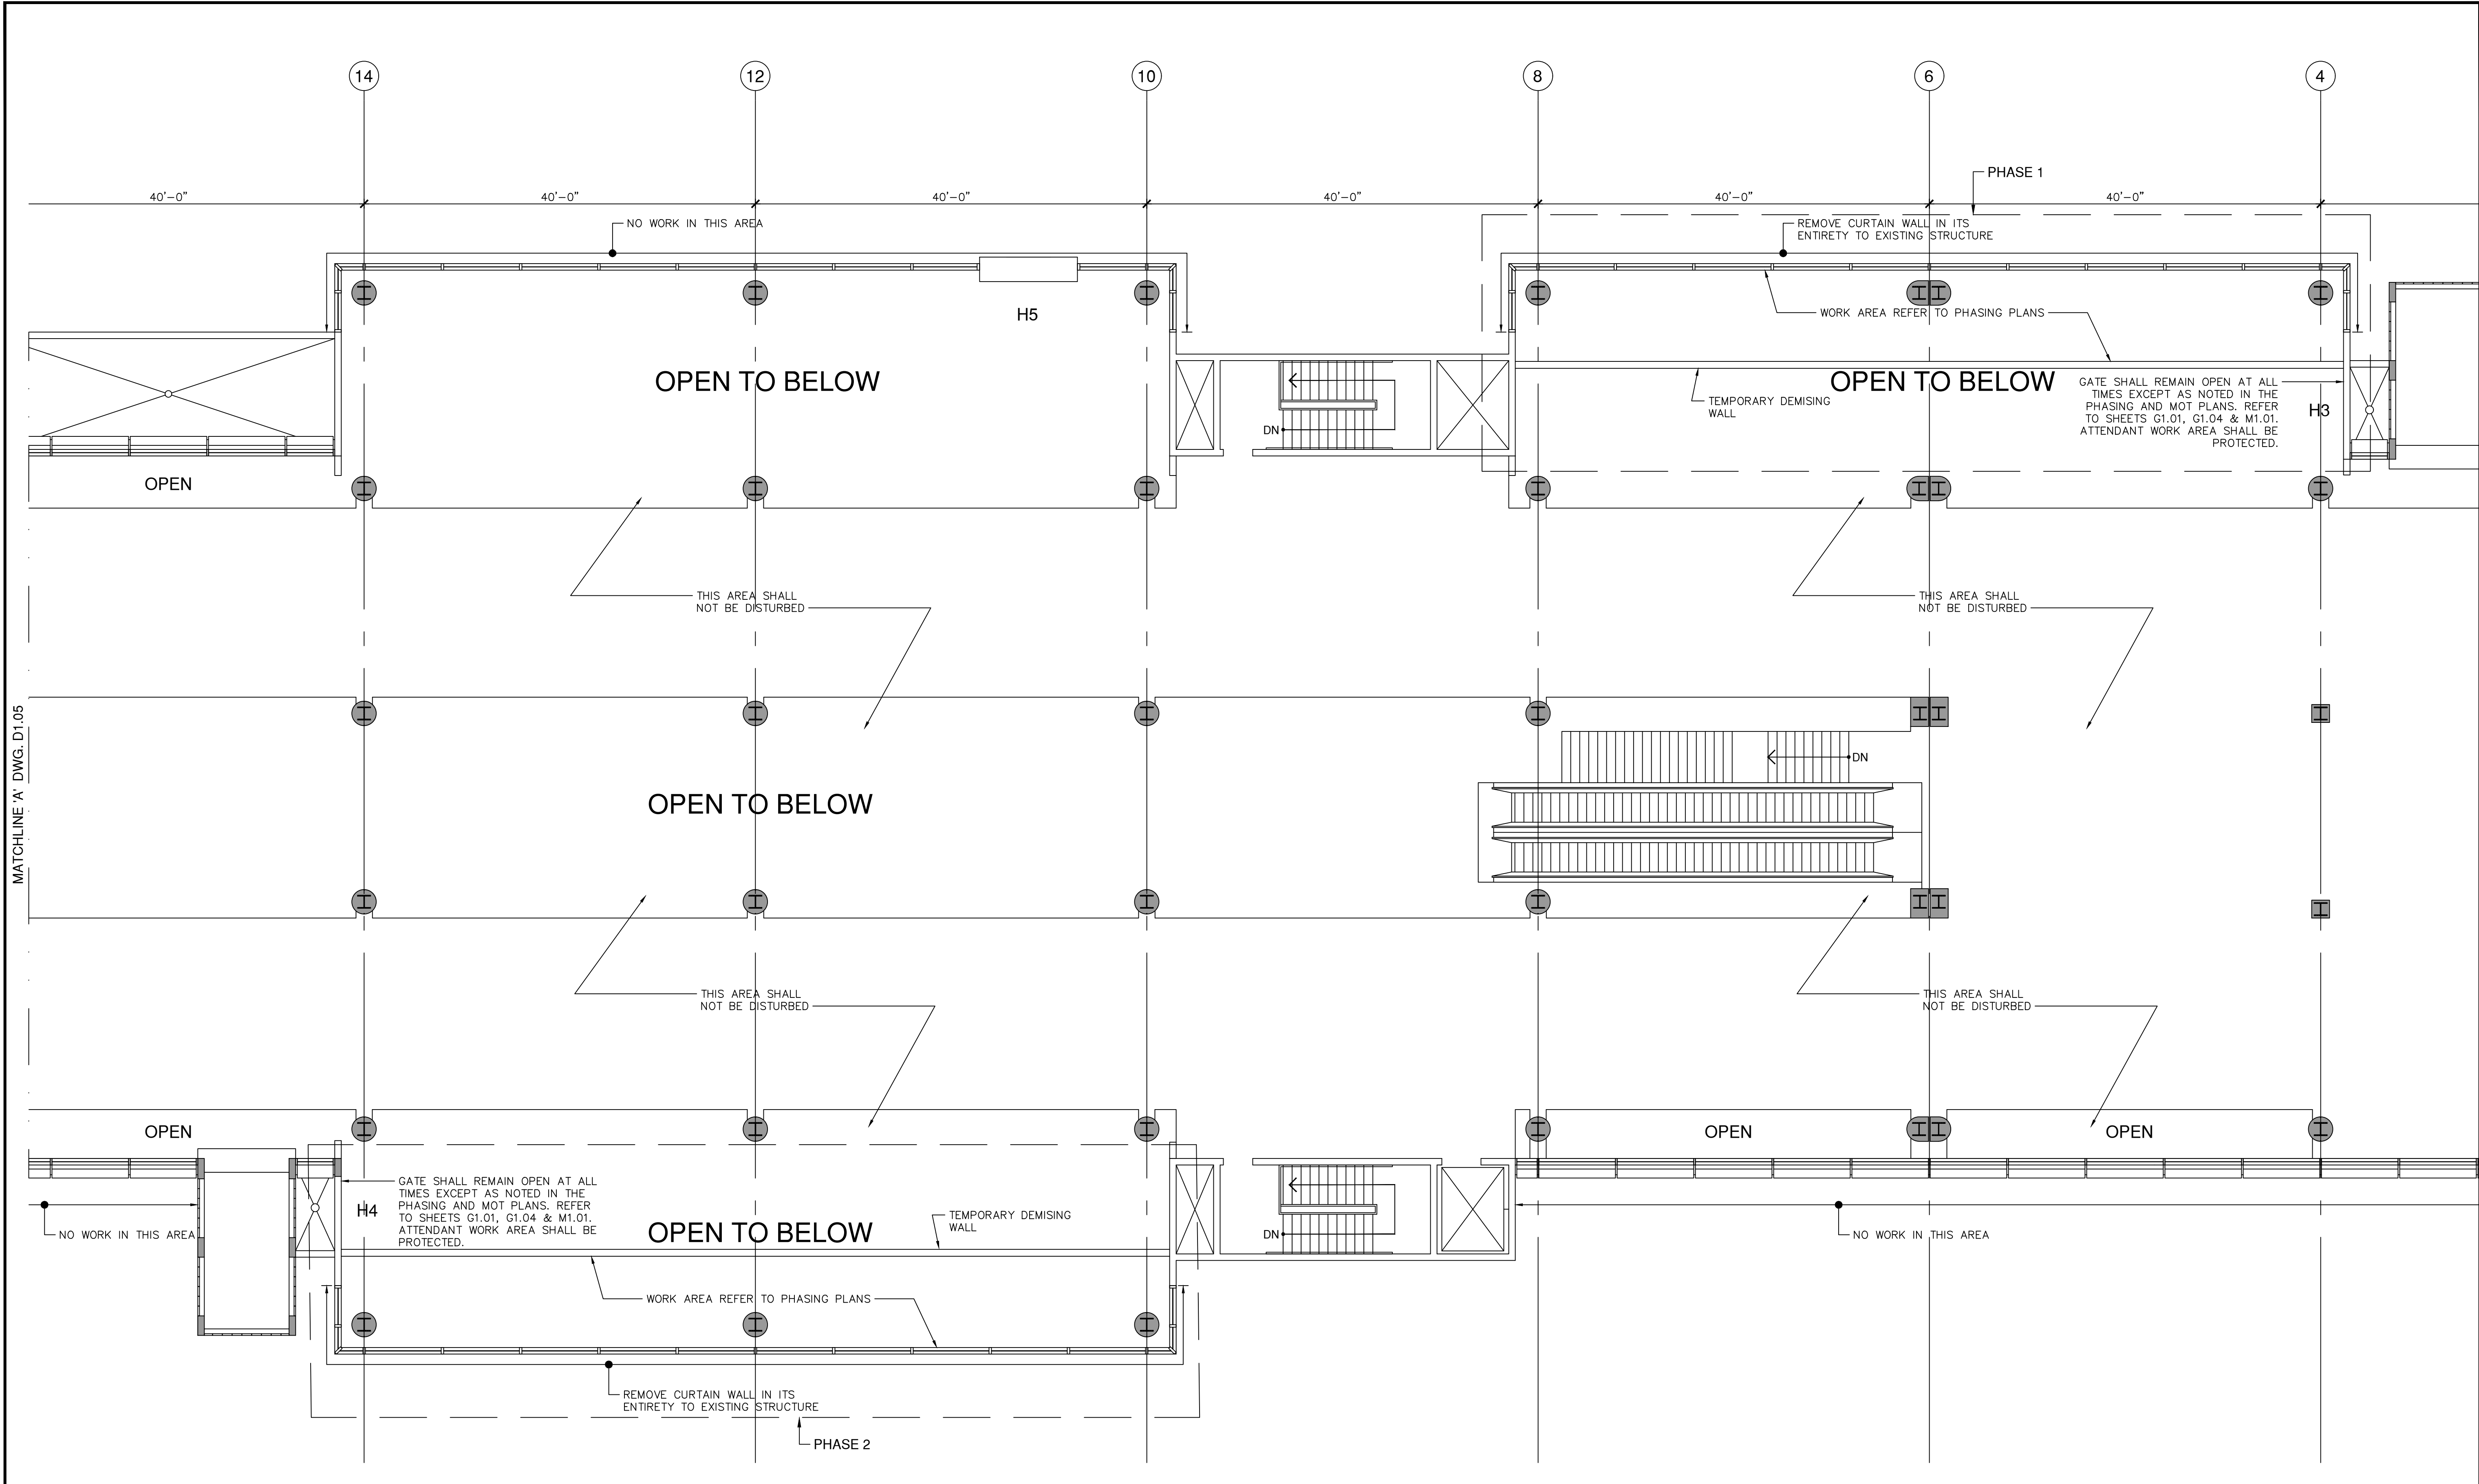 14
12
10
8
6
4
PHASE 1
40'-0"
40'-0"
40'-0"
40'-0"
40'-0"
40'-0"
NO WORK IN THIS AREA
REMOVE CURTAIN WALL IN ITS
ENTIRETY TO EXISTING STRUCTURE
H5
WORK AREA REFER TO PHASING PLANS
OPEN TO BELOW
OPEN TO BELOW
TEMPORARY DEMISING
WALL
GATE SHALL REMAIN OPEN AT ALL
TIMES EXCEPT AS NOTED IN THE
PHASING AND MOT PLANS. REFER
TO SHEETS G1.01, G1.04 & M1.01.
ATTENDANT WORK AREA SHALL BE
PROTECTED.
H3
DN
OPEN
THIS AREA SHALL
NOT BE DISTURBED
THIS AREA SHALL
NOT BE DISTURBED
MATCHLINE 'A' DWG. D1.05
DN
OPEN TO BELOW
THIS AREA SHALL
NOT BE DISTURBED
THIS AREA SHALL
NOT BE DISTURBED
OPEN
OPEN
OPEN
GATE SHALL REMAIN OPEN AT ALL
TIMES EXCEPT AS NOTED IN THE
PHASING AND MOT PLANS. REFER
TO SHEETS G1.01, G1.04 & M1.01.
ATTENDANT WORK AREA SHALL BE
PROTECTED.
H4
TEMPORARY DEMISING
WALL
OPEN TO BELOW
DN
NO WORK IN THIS AREA
NO WORK IN THIS AREA
WORK AREA REFER TO PHASING PLANS
REMOVE CURTAIN WALL IN ITS
ENTIRETY TO EXISTING STRUCTURE
PHASE 2